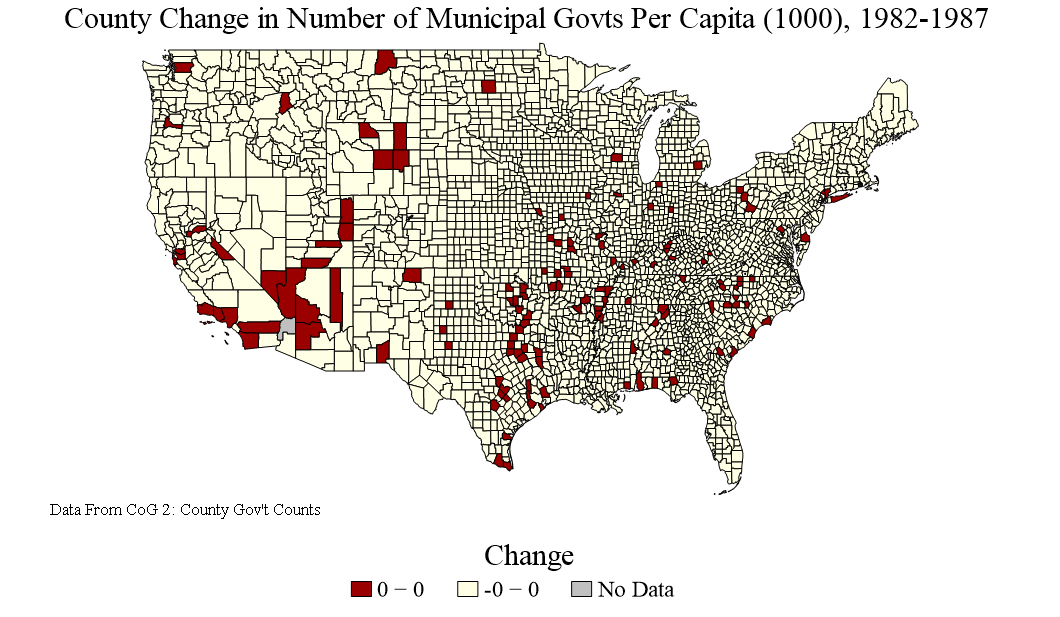 County Change in Number of Municipal Govts Per Capita (1000), 1982-1987
Data From CoG 2: County Gov't Counts
Change
0 − 0
-0 − 0
No Data